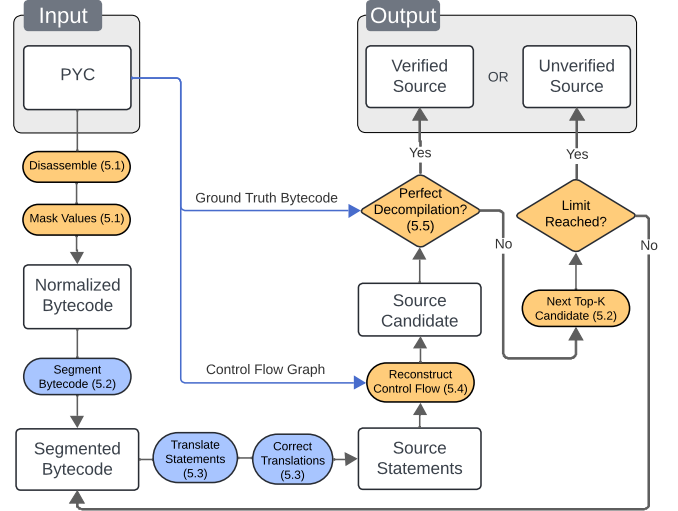 Input
PYC
Disassemble (5.1)
Mask Values (5.1)
Normalized
Bytecode
Segment
Bytecode (5.2)
Segmented
Bytecode
Translate
Statements
(5.3)
Correct
Translations
(5.3)
Source
Statements
Reconstruct
Control Flow (5.4)
Control Flow Graph
Source
Candidate
Ground Truth Bytecode
Perfect
Decompilation?
(5.5)
Yes
No
Output
Verified
Source
OR
Unverified
Source
Yes
Limit
Reached?
No
Next Top-K
Candidate (5.2)